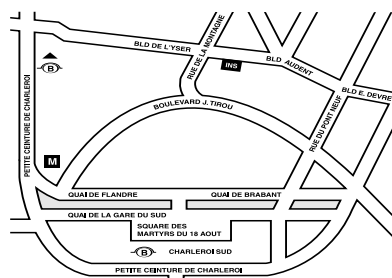 BLD DE L'YSER
RUE DE LA MONTAGNE
BLD AUDENT
INS
B
PETITE CEINTURE DE CHARLEROI
BOULEVARD J. TIROU
BLD E. DEVRE
RUE DU PONT NEUF
M
QUAI DE FLANDRE
QUAI DE BRABANT
QUAI DE LA GARE DU SUD
SQUARE DES
MARTYRS DU 18 AOUT
B
CHARLEROI SUD
PETITE CEINTURE DE CHARLEROI